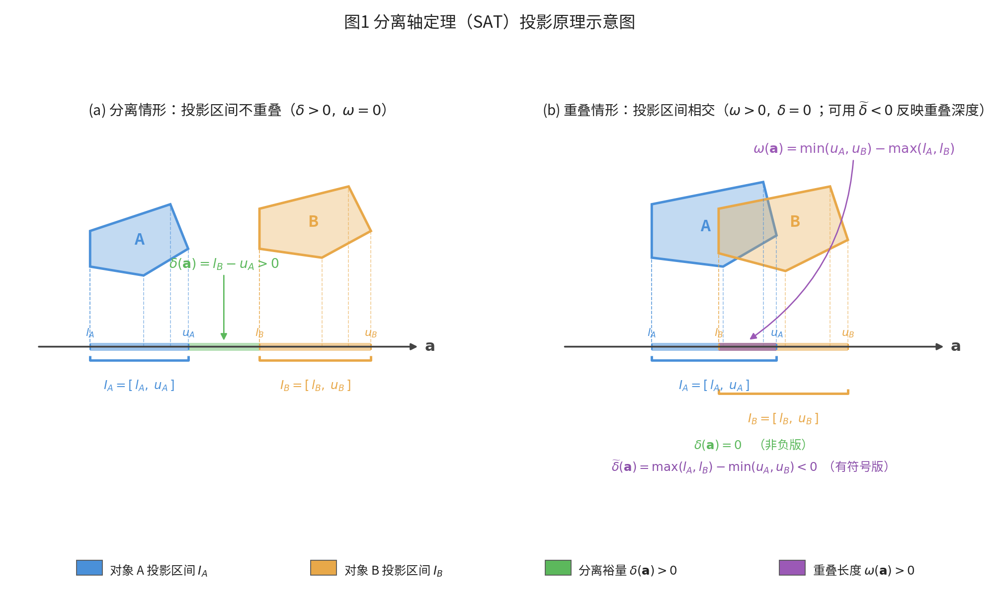 图1 分离轴定理（SAT）投影原理示意图
(a) 分离情形：投影区间不重叠（δ > 0, ω = 0）
A
B
δ(a) = l_B − u_A > 0
l_A
u_A
l_B
u_B
a
I_A = [ l_A, u_A ]
I_B = [ l_B, u_B ]
(b) 重叠情形：投影区间相交（ω > 0, δ = 0 ；可用 δ̃ < 0 反映重叠深度）
ω(a) = min(u_A, u_B) − max(l_A, l_B)
A
B
l_A
l_B
u_A
u_B
a
I_A = [ l_A, u_A ]
I_B = [ l_B, u_B ]
δ(a) = 0 （非负版）
δ̃(a) = max(l_A, l_B) − min(u_A, u_B) < 0 （有符号版）
对象 A 投影区间 I_A
对象 B 投影区间 I_B
分离裕量 δ(a) > 0
重叠长度 ω(a) > 0